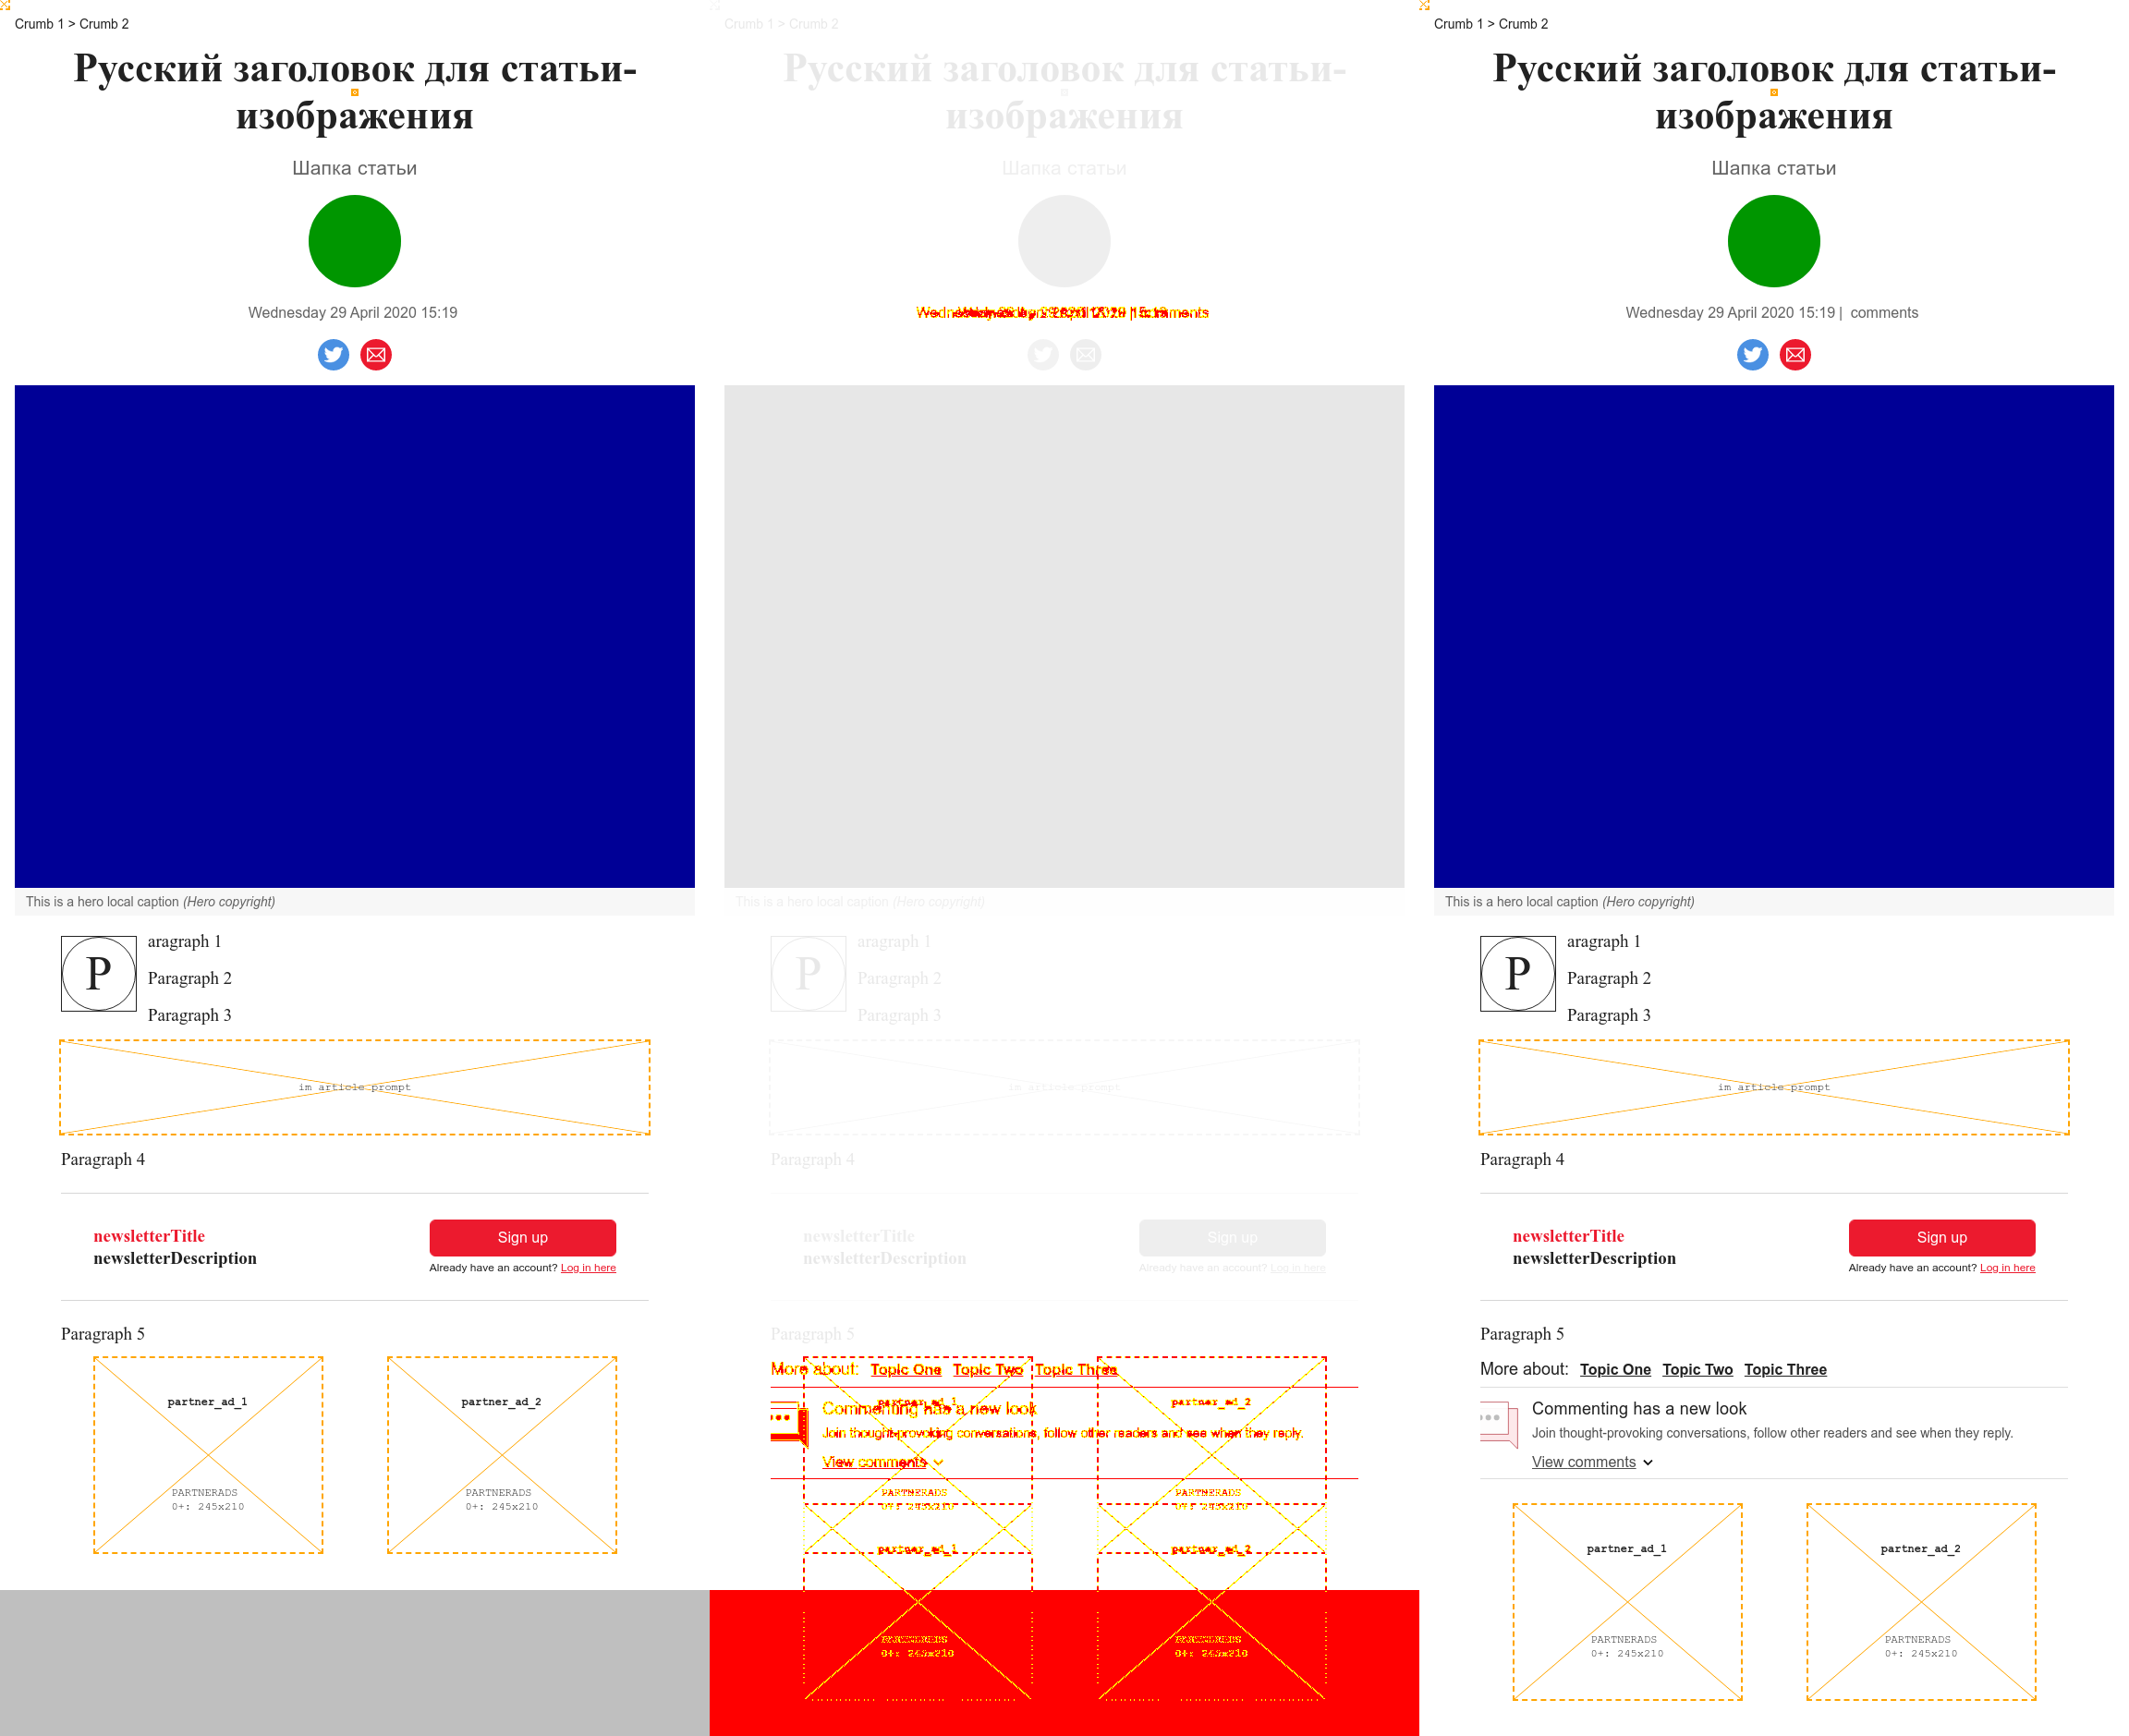 Crumb 1 > Crumb 2
Русский заголовок для статьи-
изображения
Шапка статьи
Wednesday 29 April 2020 15:19
This is a hero local caption (Hero copyright)
P
aragraph 1
Paragraph 2
Paragraph 3
im article prompt
Paragraph 4
newsletterTitle
newsletterDescription
Sign up
Already have an account? Log in here
Paragraph 5
partner_ad_1
PARTNERADS
0+: 245x210
partner_ad_2
PARTNERADS
0+: 245x210
Crumb 1 > Crumb 2
Русский заголовок для статьи-
изображения
Шапка статьи
This is a hero local caption (Hero copyright)
P
aragraph 1
Paragraph 2
Paragraph 3
im article prompt
Paragraph 4
newsletterTitle
newsletterDescription
Sign up
Already have an account? Log in here
Paragraph 5
More about: Topic One Topic Two Topic Three
partner_ad_1
partner_ad_2
Commenting has a new look
Join thought-provoking conversations, follow other readers and see when they reply.
View comments
PARTNERADS
PARTNERADS
partner_ad_1
partner_ad_2
0+: 245x210
0+: 245x210
Crumb 1 > Crumb 2
Русский заголовок для статьи-
изображения
Шапка статьи
Wednesday 29 April 2020 15:19 | comments
This is a hero local caption (Hero copyright)
P
aragraph 1
Paragraph 2
Paragraph 3
im article prompt
Paragraph 4
newsletterTitle
newsletterDescription
Sign up
Already have an account? Log in here
Paragraph 5
More about: Topic One Topic Two Topic Three
Commenting has a new look
Join thought-provoking conversations, follow other readers and see when they reply.
View comments
partner_ad_1
PARTNERADS
0+: 245x210
partner_ad_2
PARTNERADS
0+: 245x210